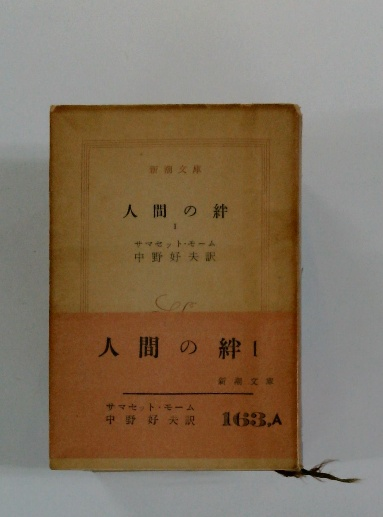 新潮文庫
人間の絆
I
サマセット・モーム
中野好夫訳
人間の絆 I
新潮文庫
サマセット・モーム
中野好夫訳
163.A